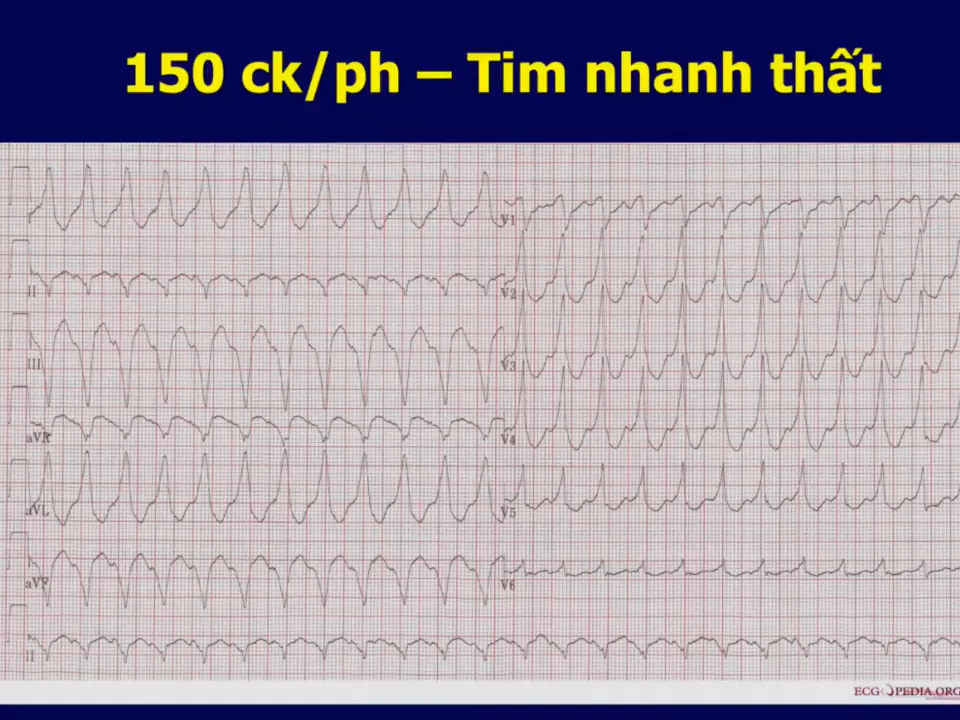 150 ck/ph – Tim nhanh thất
I
V1
II
V2
III
V3
aVR
V4
aVL
V5
aVF
V6
II
ECGPEDIA.ORG